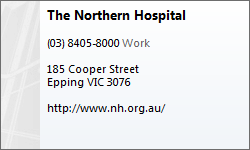 The Northern Hospital
(03) 8405-8000 Work
185 Cooper Street
Epping VIC 3076
http://www.nh.org.au/